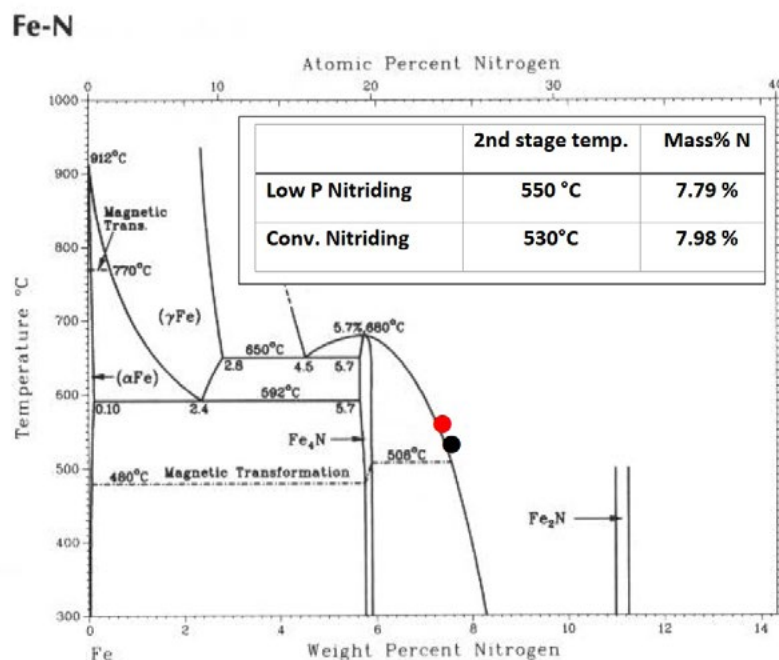 Fe-N
Atomic Percent Nitrogen
0 10 20 30 40
2nd stage temp. Mass% N
Low P Nitriding 550 °C 7.79 %
Conv. Nitriding 530°C 7.98 %
1000
912°C
900
Magnetic
Trans.
800
770°C
(γFe)
700
5.7% 680°C
650°C
2.8 4.5 5.7
(αFe)
600
592°C
0.10 2.4 5.7
Fe₄N
508°C
500
480°C Magnetic Transformation
Fe₂N
400
300
Temperature °C
0 2 4 6 8 10 12 14
Fe Weight Percent Nitrogen